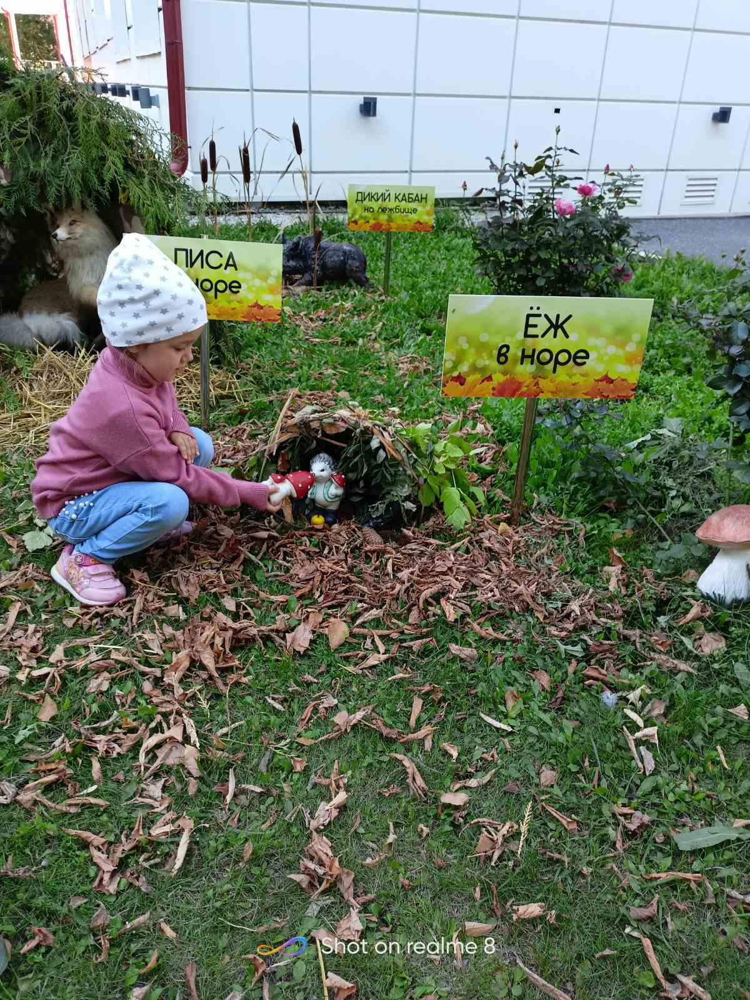 ДИКИЙ КАБАН
на лежбище
ЛИСА
норе
ЁЖ
в норе
Shot on realme 8